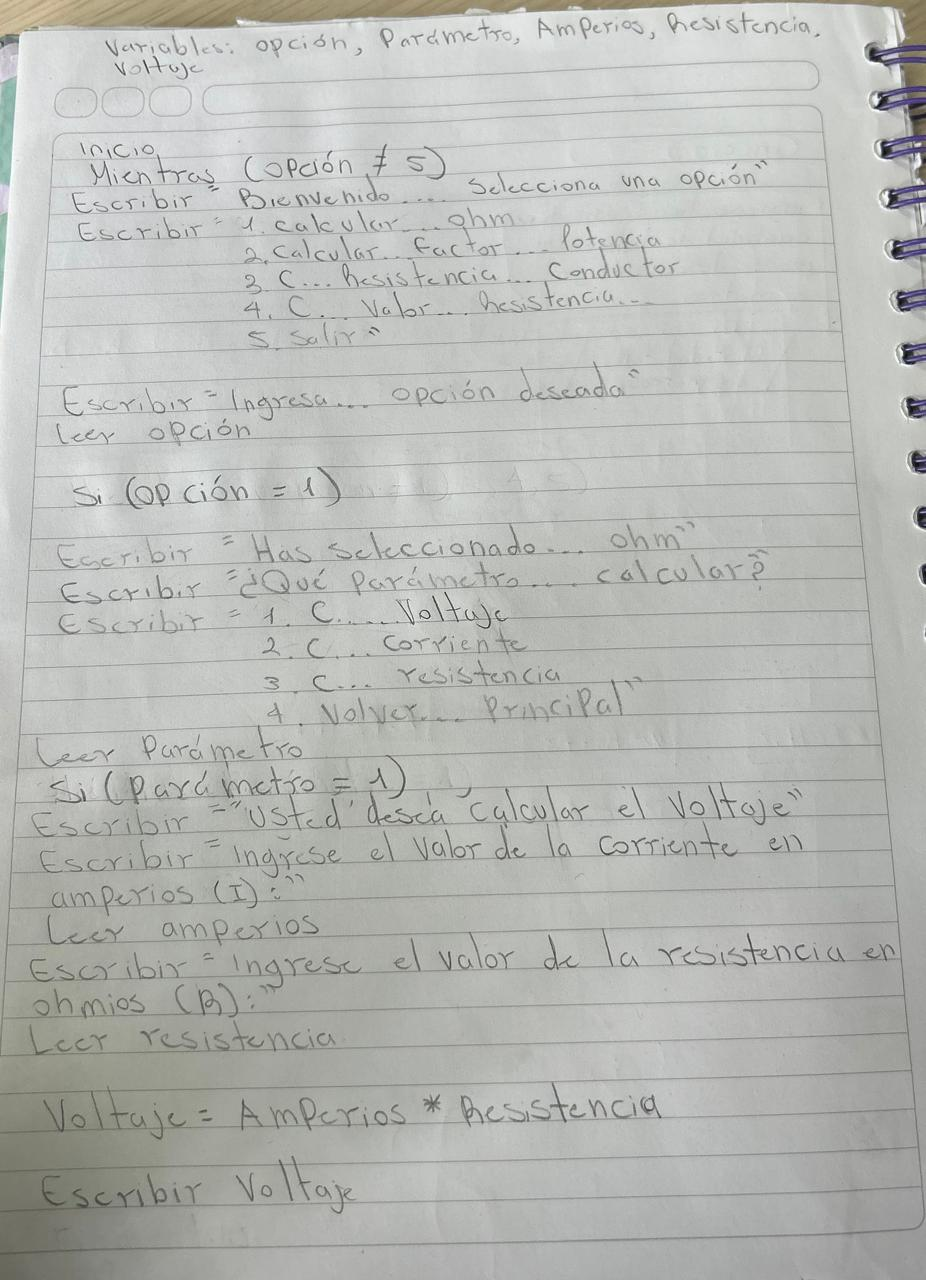 Variables: opción, Parámetro, Amperios, Resistencia,
Voltaje
Inicio
Mientras (opción ≠ 5)
Escribir "Bienvenido.... Selecciona una opción"
Escribir "1. calcular... ohm
2. Calcular... factor... Potencia
3. C... Resistencia... Conductor
4. C... Valor... Resistencia...
5. Salir"
Escribir "Ingresa... opción deseada"
Leer opción
Si (opción = 1)
Escribir "Has seleccionado... ohm"
Escribir "¿Qué parámetro.... calcular?"
Escribir "1. C..... Voltaje
2. C... Corriente
3. C... resistencia
4. Volver... Principal"
Leer Parámetro
Si (Parámetro = 1)
Escribir "Usted desea calcular el Voltaje"
Escribir "ingrese el valor de la corriente en
amperios (I):"
Leer amperios
Escribir "ingrese el valor de la resistencia en
ohmios (R):"
Leer resistencia
Voltaje = Amperios * Resistencia
Escribir Voltaje